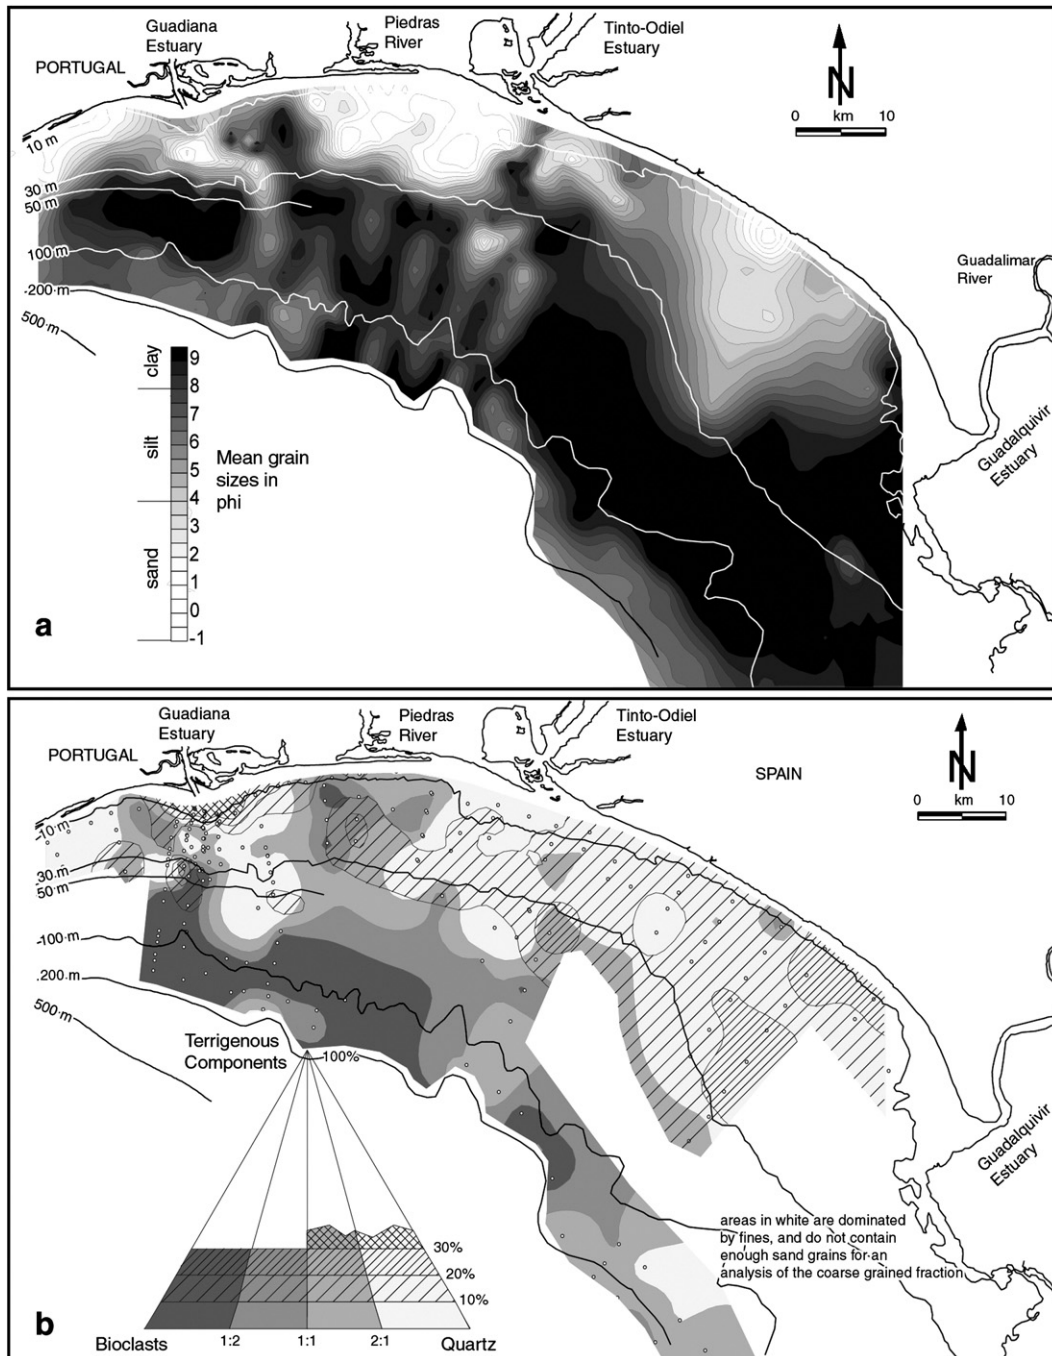 a
Guadiana
Estuary
Piedras
River
Tinto-Odiel
Estuary
PORTUGAL
N
0 km 10
10 m
30 m
50 m
100 m
200 m
500 m
Guadalimar
River
Guadalquivir
Estuary
clay
silt
sand
9
8
7
6
5
4
3
2
1
0
-1
Mean grain
sizes in
phi
b
Guadiana
Estuary
Piedras
River
Tinto-Odiel
Estuary
PORTUGAL
SPAIN
N
0 km 10
10 m
30 m
50 m
100 m
200 m
500 m
Guadalquivir
Estuary
Terrigenous
Components
100%
30%
20%
10%
Bioclasts 1:2 1:1 2:1 Quartz
areas in white are dominated
by fines, and do not contain
enough sand grains for an
analysis of the coarse grained fraction